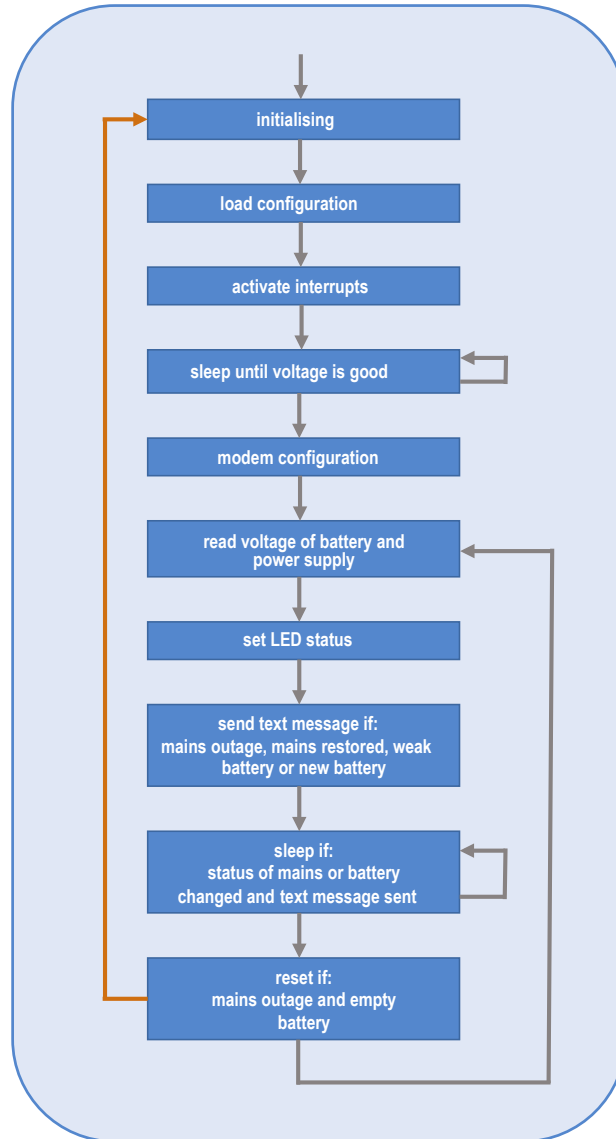 initialising
load configuration
activate interrupts
sleep until voltage is good
modem configuration
read voltage of battery and
power supply
set LED status
send text message if:
mains outage, mains restored, weak
battery or new battery
sleep if:
status of mains or battery
changed and text message sent
reset if:
mains outage and empty
battery